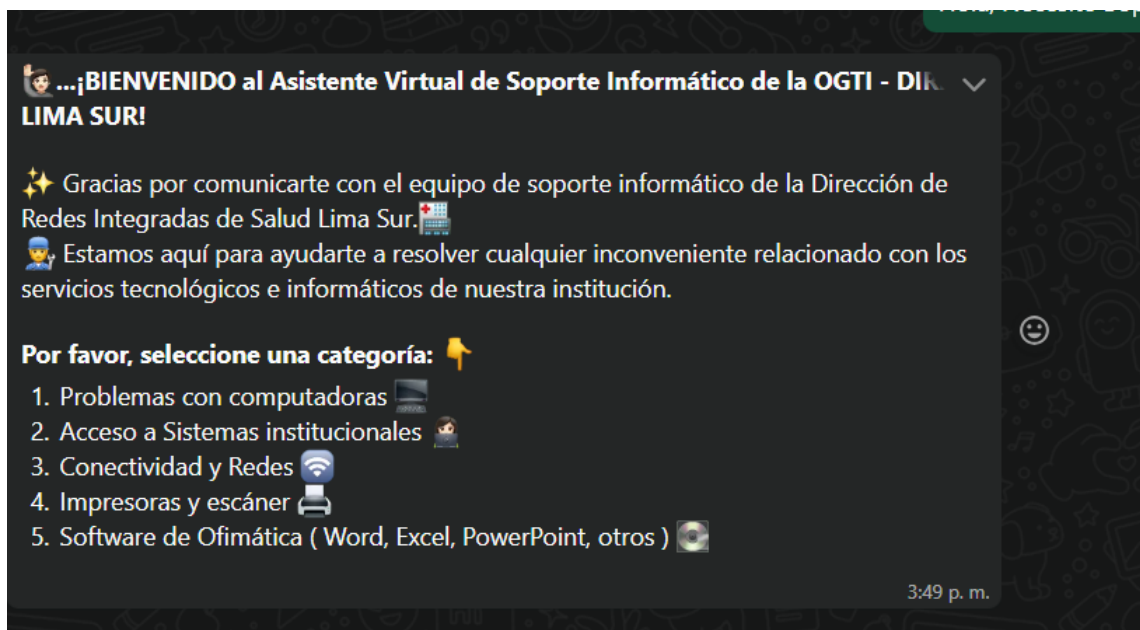 🙋🏻...¡BIENVENIDO al Asistente Virtual de Soporte Informático de la OGTI -
LIMA SUR!
✨ Gracias por comunicarte con el equipo de soporte informático de la Dirección de
Redes Integradas de Salud Lima Sur.🏥
👨‍🔧 Estamos aquí para ayudarte a resolver cualquier inconveniente relacionado con los
servicios tecnológicos e informáticos de nuestra institución.
Por favor, seleccione una categoría: 👇
1. Problemas con computadoras 💻
2. Acceso a Sistemas institucionales 👩🏻‍💻
3. Conectividad y Redes 🛜
4. Impresoras y escáner 🖨️
5. Software de Ofimática ( Word, Excel, PowerPoint, otros ) 💽
3:49 p. m.